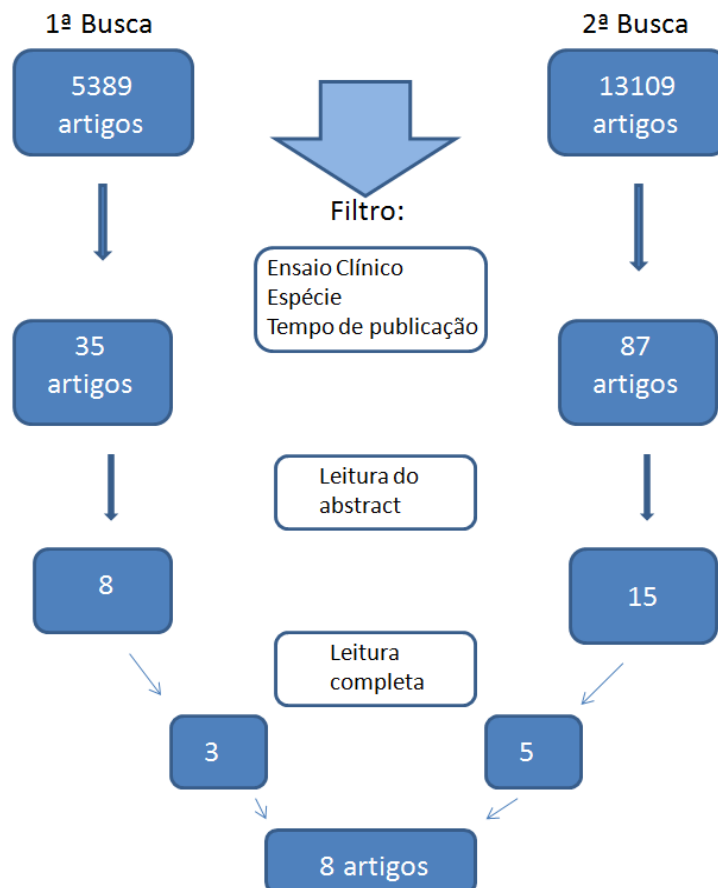 1ª Busca
2ª Busca
5389
artigos
13109
artigos
Filtro:
Ensaio Clínico
Espécie
Tempo de publicação
35
artigos
87
artigos
Leitura do
abstract
8
15
Leitura
completa
3
5
8 artigos